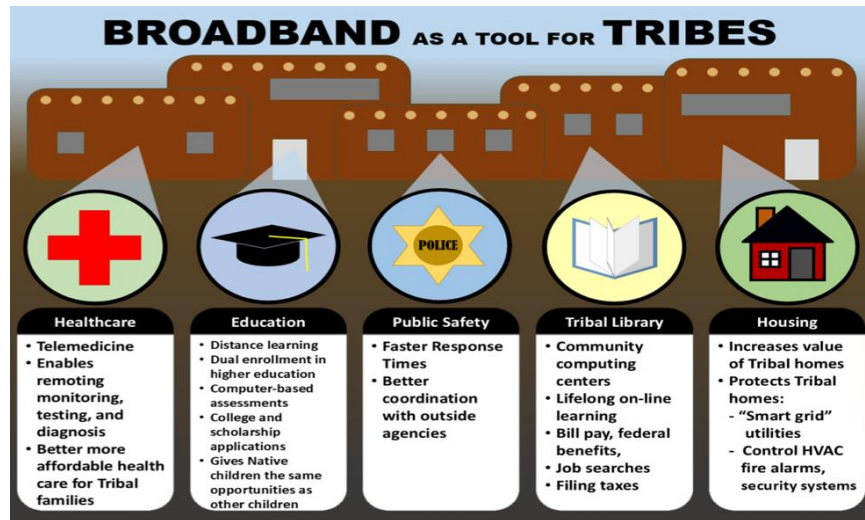 BROADBAND AS A TOOL FOR TRIBES
POLICE
Healthcare
• Telemedicine
• Enables
remoting
monitoring,
testing, and
diagnosis
• Better more
affordable health
care for Tribal
families
Education
• Distance learning
• Dual enrollment in
higher education
• Computer-based
assessments
• College and
scholarship
applications
• Gives Native
children the same
opportunities as
other children
Public Safety
• Faster Response
Times
• Better
coordination
with outside
agencies
Tribal Library
• Community
computing
centers
• Lifelong on-line
learning
• Bill pay, federal
benefits,
• Job searches
• Filing taxes
Housing
• Increases value
of Tribal homes
• Protects Tribal
homes:
- “Smart grid”
utilities
- Control HVAC
fire alarms,
security systems